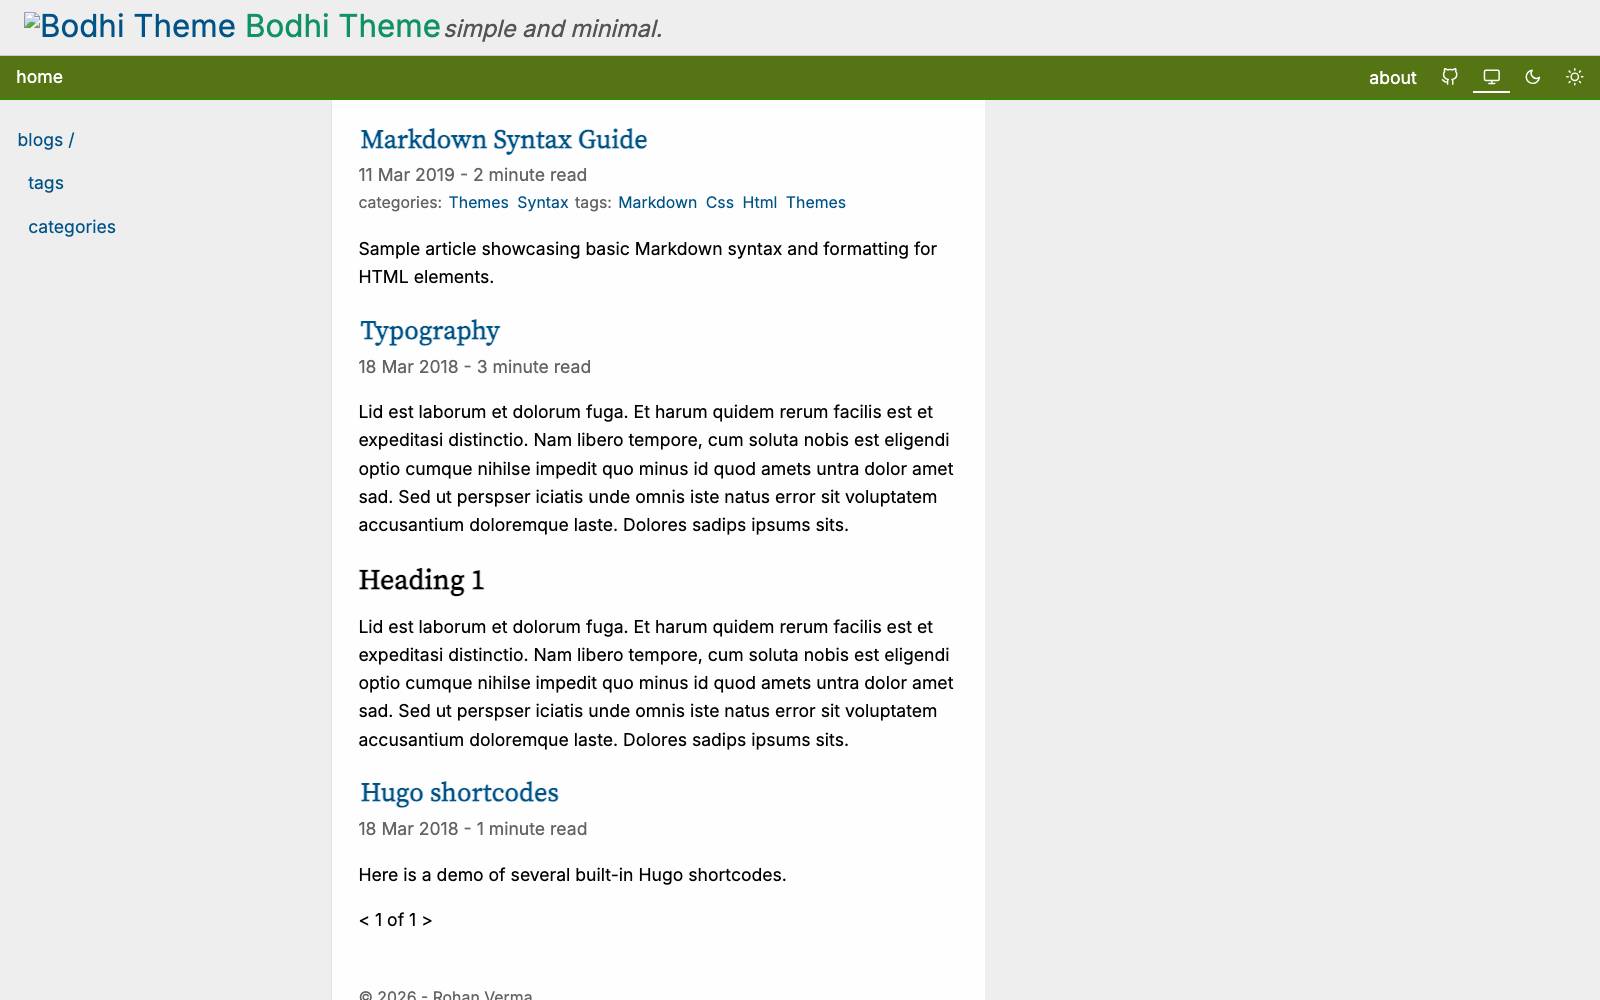 Bodhi Theme Bodhi Theme simple and minimal.
home about
blogs /
tags
categories
Markdown Syntax Guide
11 Mar 2019 - 2 minute read
categories: Themes Syntax tags: Markdown Css Html Themes
Sample article showcasing basic Markdown syntax and formatting for
HTML elements.
Typography
18 Mar 2018 - 3 minute read
Lid est laborum et dolorum fuga. Et harum quidem rerum facilis est et
expeditasi distinctio. Nam libero tempore, cum soluta nobis est eligendi
optio cumque nihilse impedit quo minus id quod amets untra dolor amet
sad. Sed ut perspser iciatis unde omnis iste natus error sit voluptatem
accusantium doloremque laste. Dolores sadips ipsums sits.
Heading 1
Lid est laborum et dolorum fuga. Et harum quidem rerum facilis est et
expeditasi distinctio. Nam libero tempore, cum soluta nobis est eligendi
optio cumque nihilse impedit quo minus id quod amets untra dolor amet
sad. Sed ut perspser iciatis unde omnis iste natus error sit voluptatem
accusantium doloremque laste. Dolores sadips ipsums sits.
Hugo shortcodes
18 Mar 2018 - 1 minute read
Here is a demo of several built-in Hugo shortcodes.
< 1 of 1 >
© 2026 - Rohan Verma